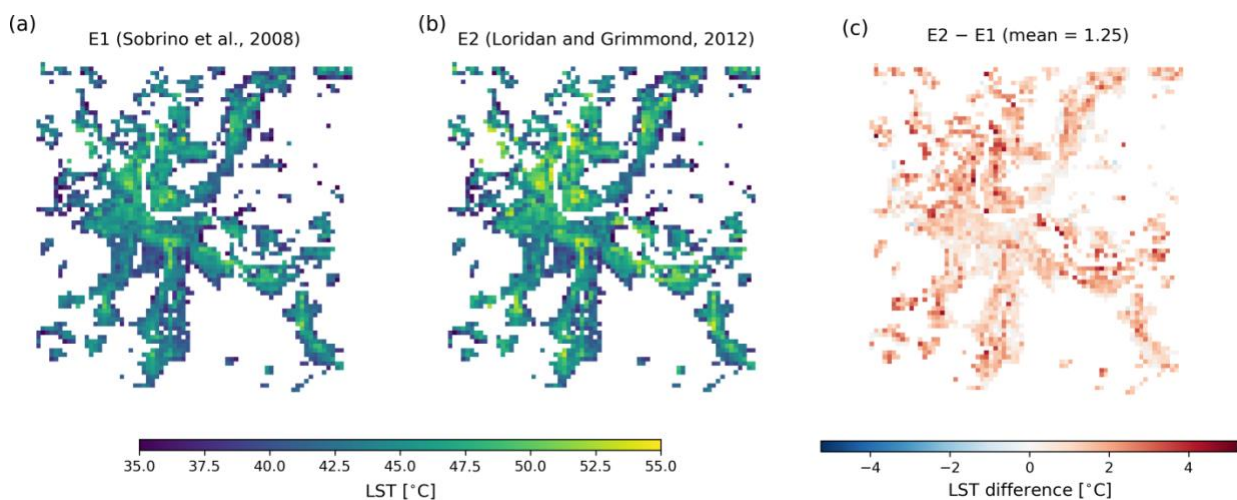 (a)
E1 (Sobrino et al., 2008)
(b)
E2 (Loridan and Grimmond, 2012)
(c)
E2 − E1 (mean = 1.25)
35.0 37.5 40.0 42.5 45.0 47.5 50.0 52.5 55.0
LST [°C]
−4 −2 0 2 4
LST difference [°C]